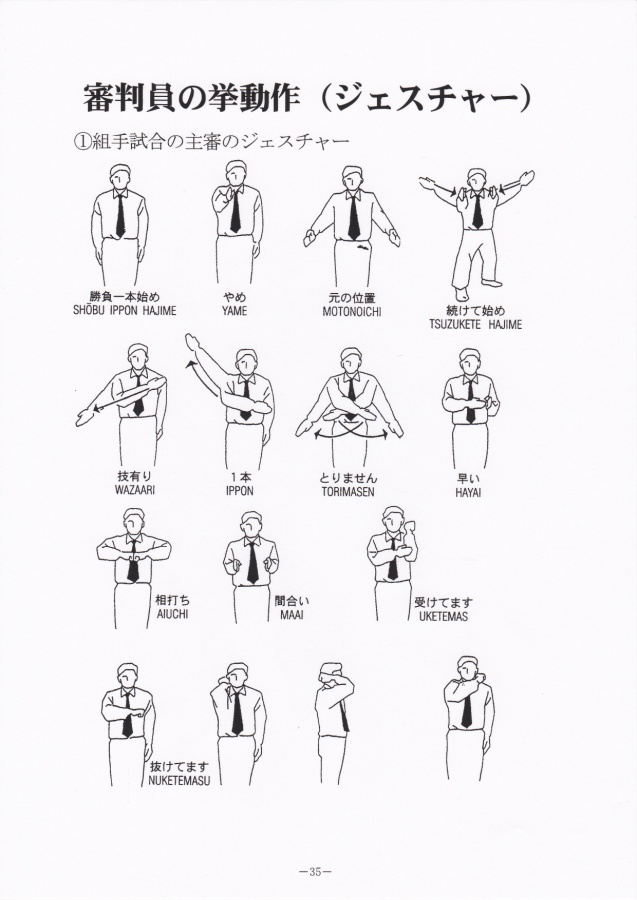 審判員の挙動作（ジェスチャー）
①組手試合の主審のジェスチャー
勝負一本始め
SHŌBU IPPON HAJIME
やめ
YAME
元の位置
MOTONOICHI
続けて始め
TSUZUKETE HAJIME
技有り
WAZAARI
1本
IPPON
とりません
TORIMASEN
早い
HAYAI
相打ち
AIUCHI
間合い
MAAI
受けてます
UKETEMAS
抜けてます
NUKETEMASU
－35－